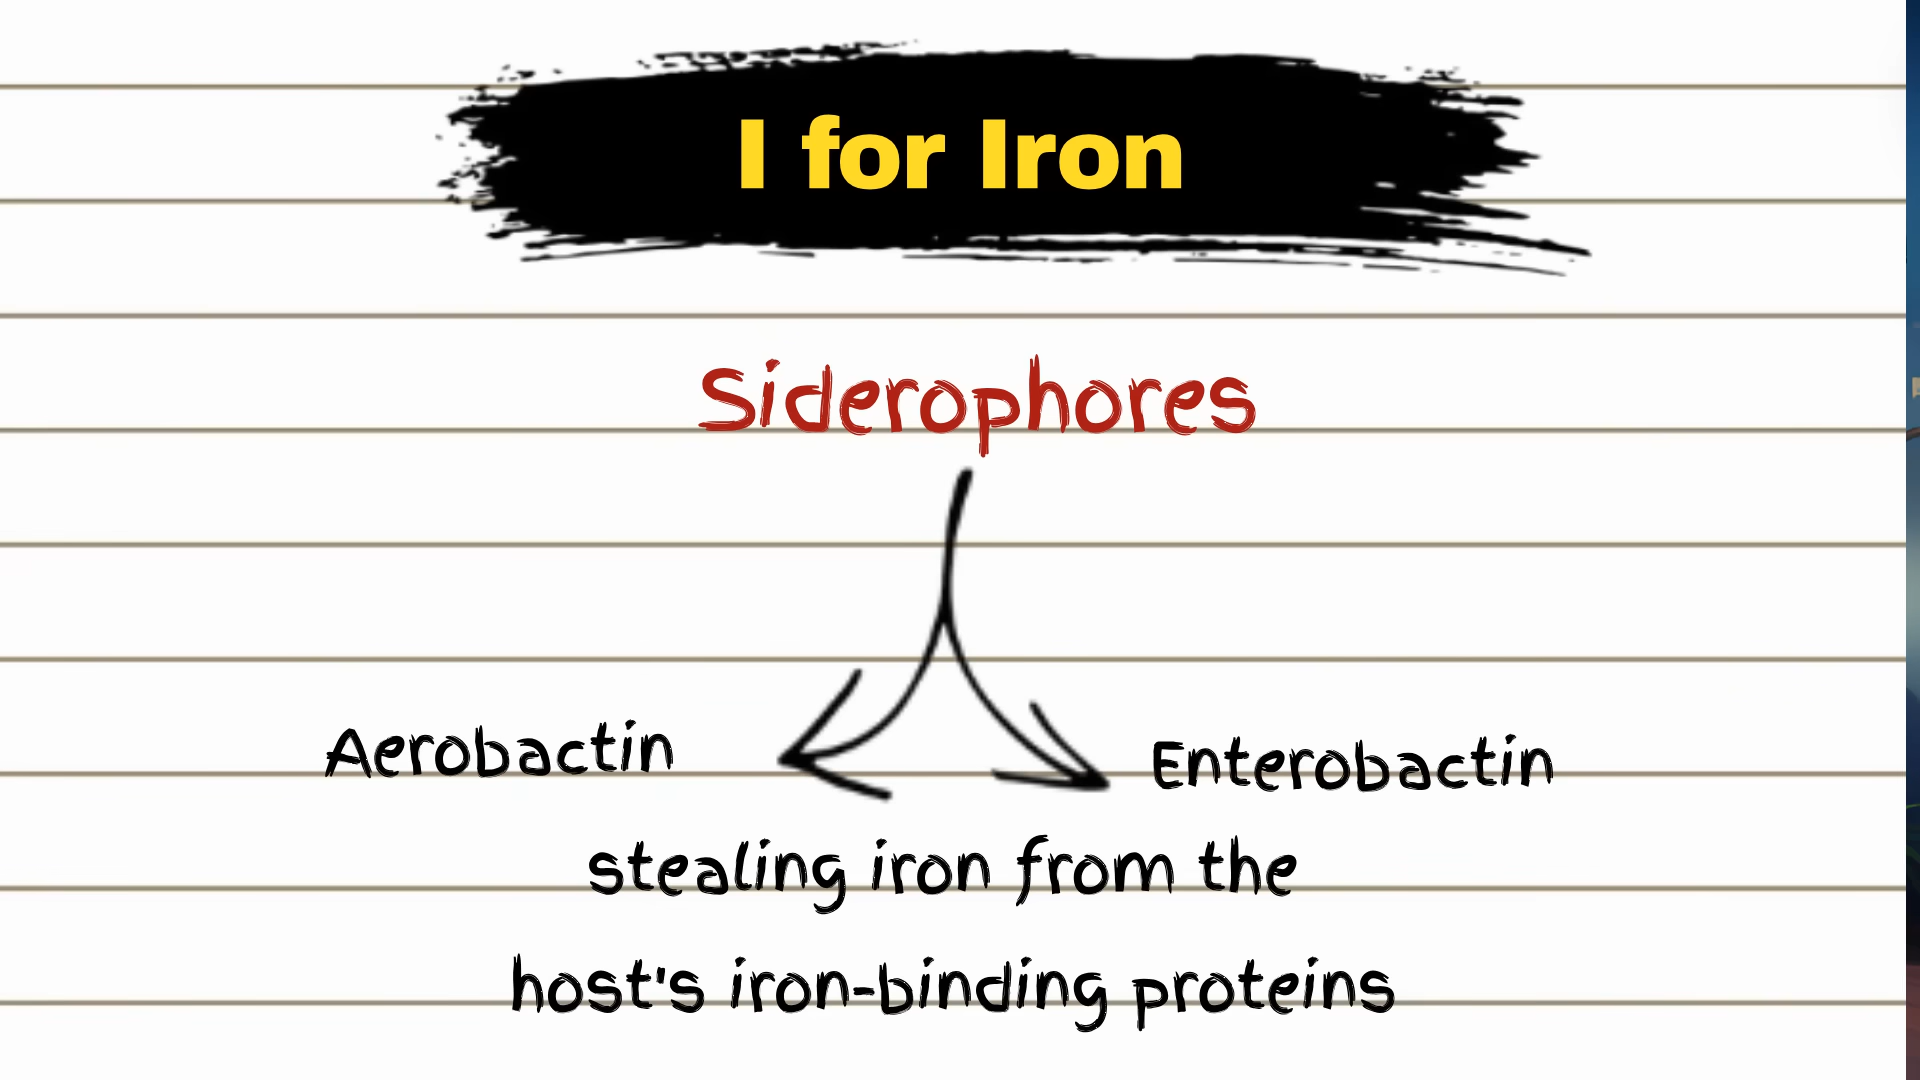 I for Iron
Siderophores
Aerobactin
Enterobactin
stealing iron from the
host's iron-binding proteins